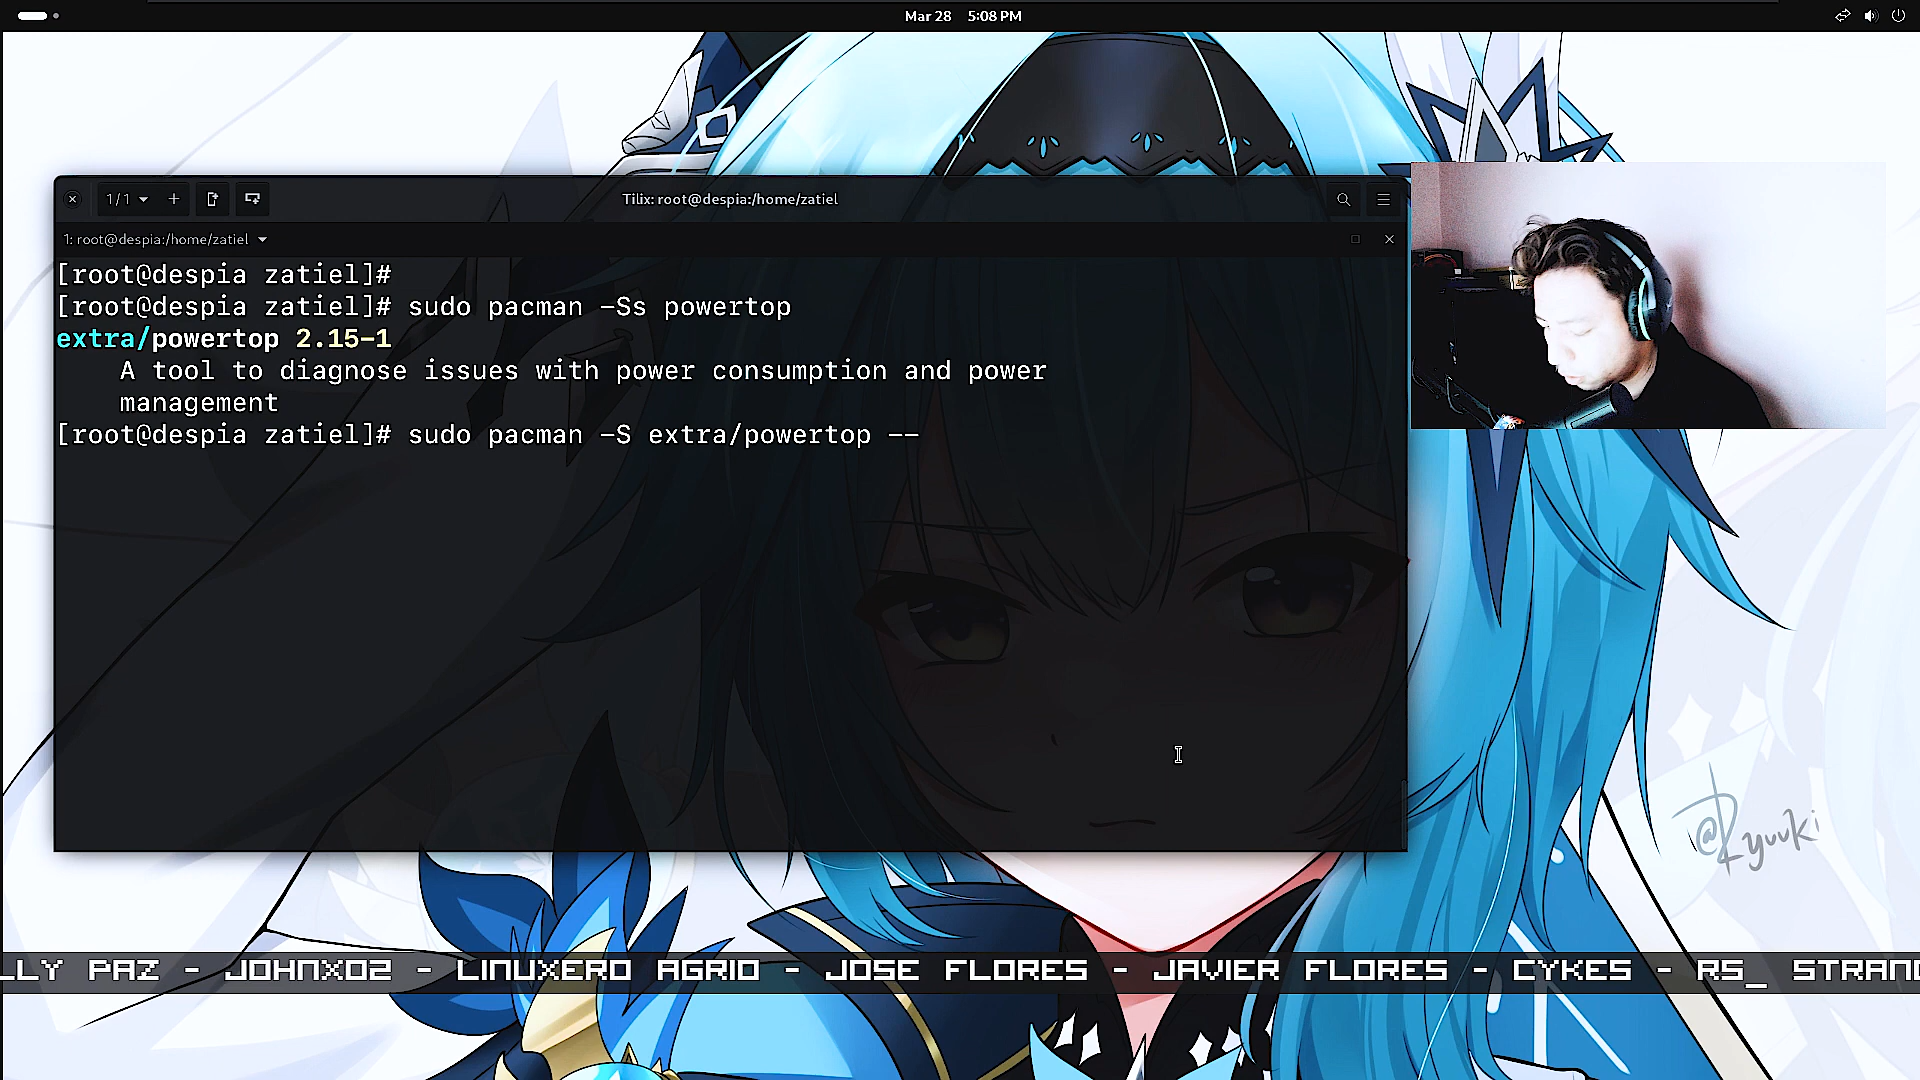 Mar 28 5:08 PM
1/1
Tilix: root@despia:/home/zatiel
1: root@despia:/home/zatiel
[root@despia zatiel]#
[root@despia zatiel]# sudo pacman -Ss powertop
extra/powertop 2.15-1
A tool to diagnose issues with power consumption and power
management
[root@despia zatiel]# sudo pacman -S extra/powertop --
@Ryuuki
LLY PAZ - JOHNX02 - LINUXERO AGRIO - JOSE FLORES - JAVIER FLORES - CYKES - RS_ STRAN